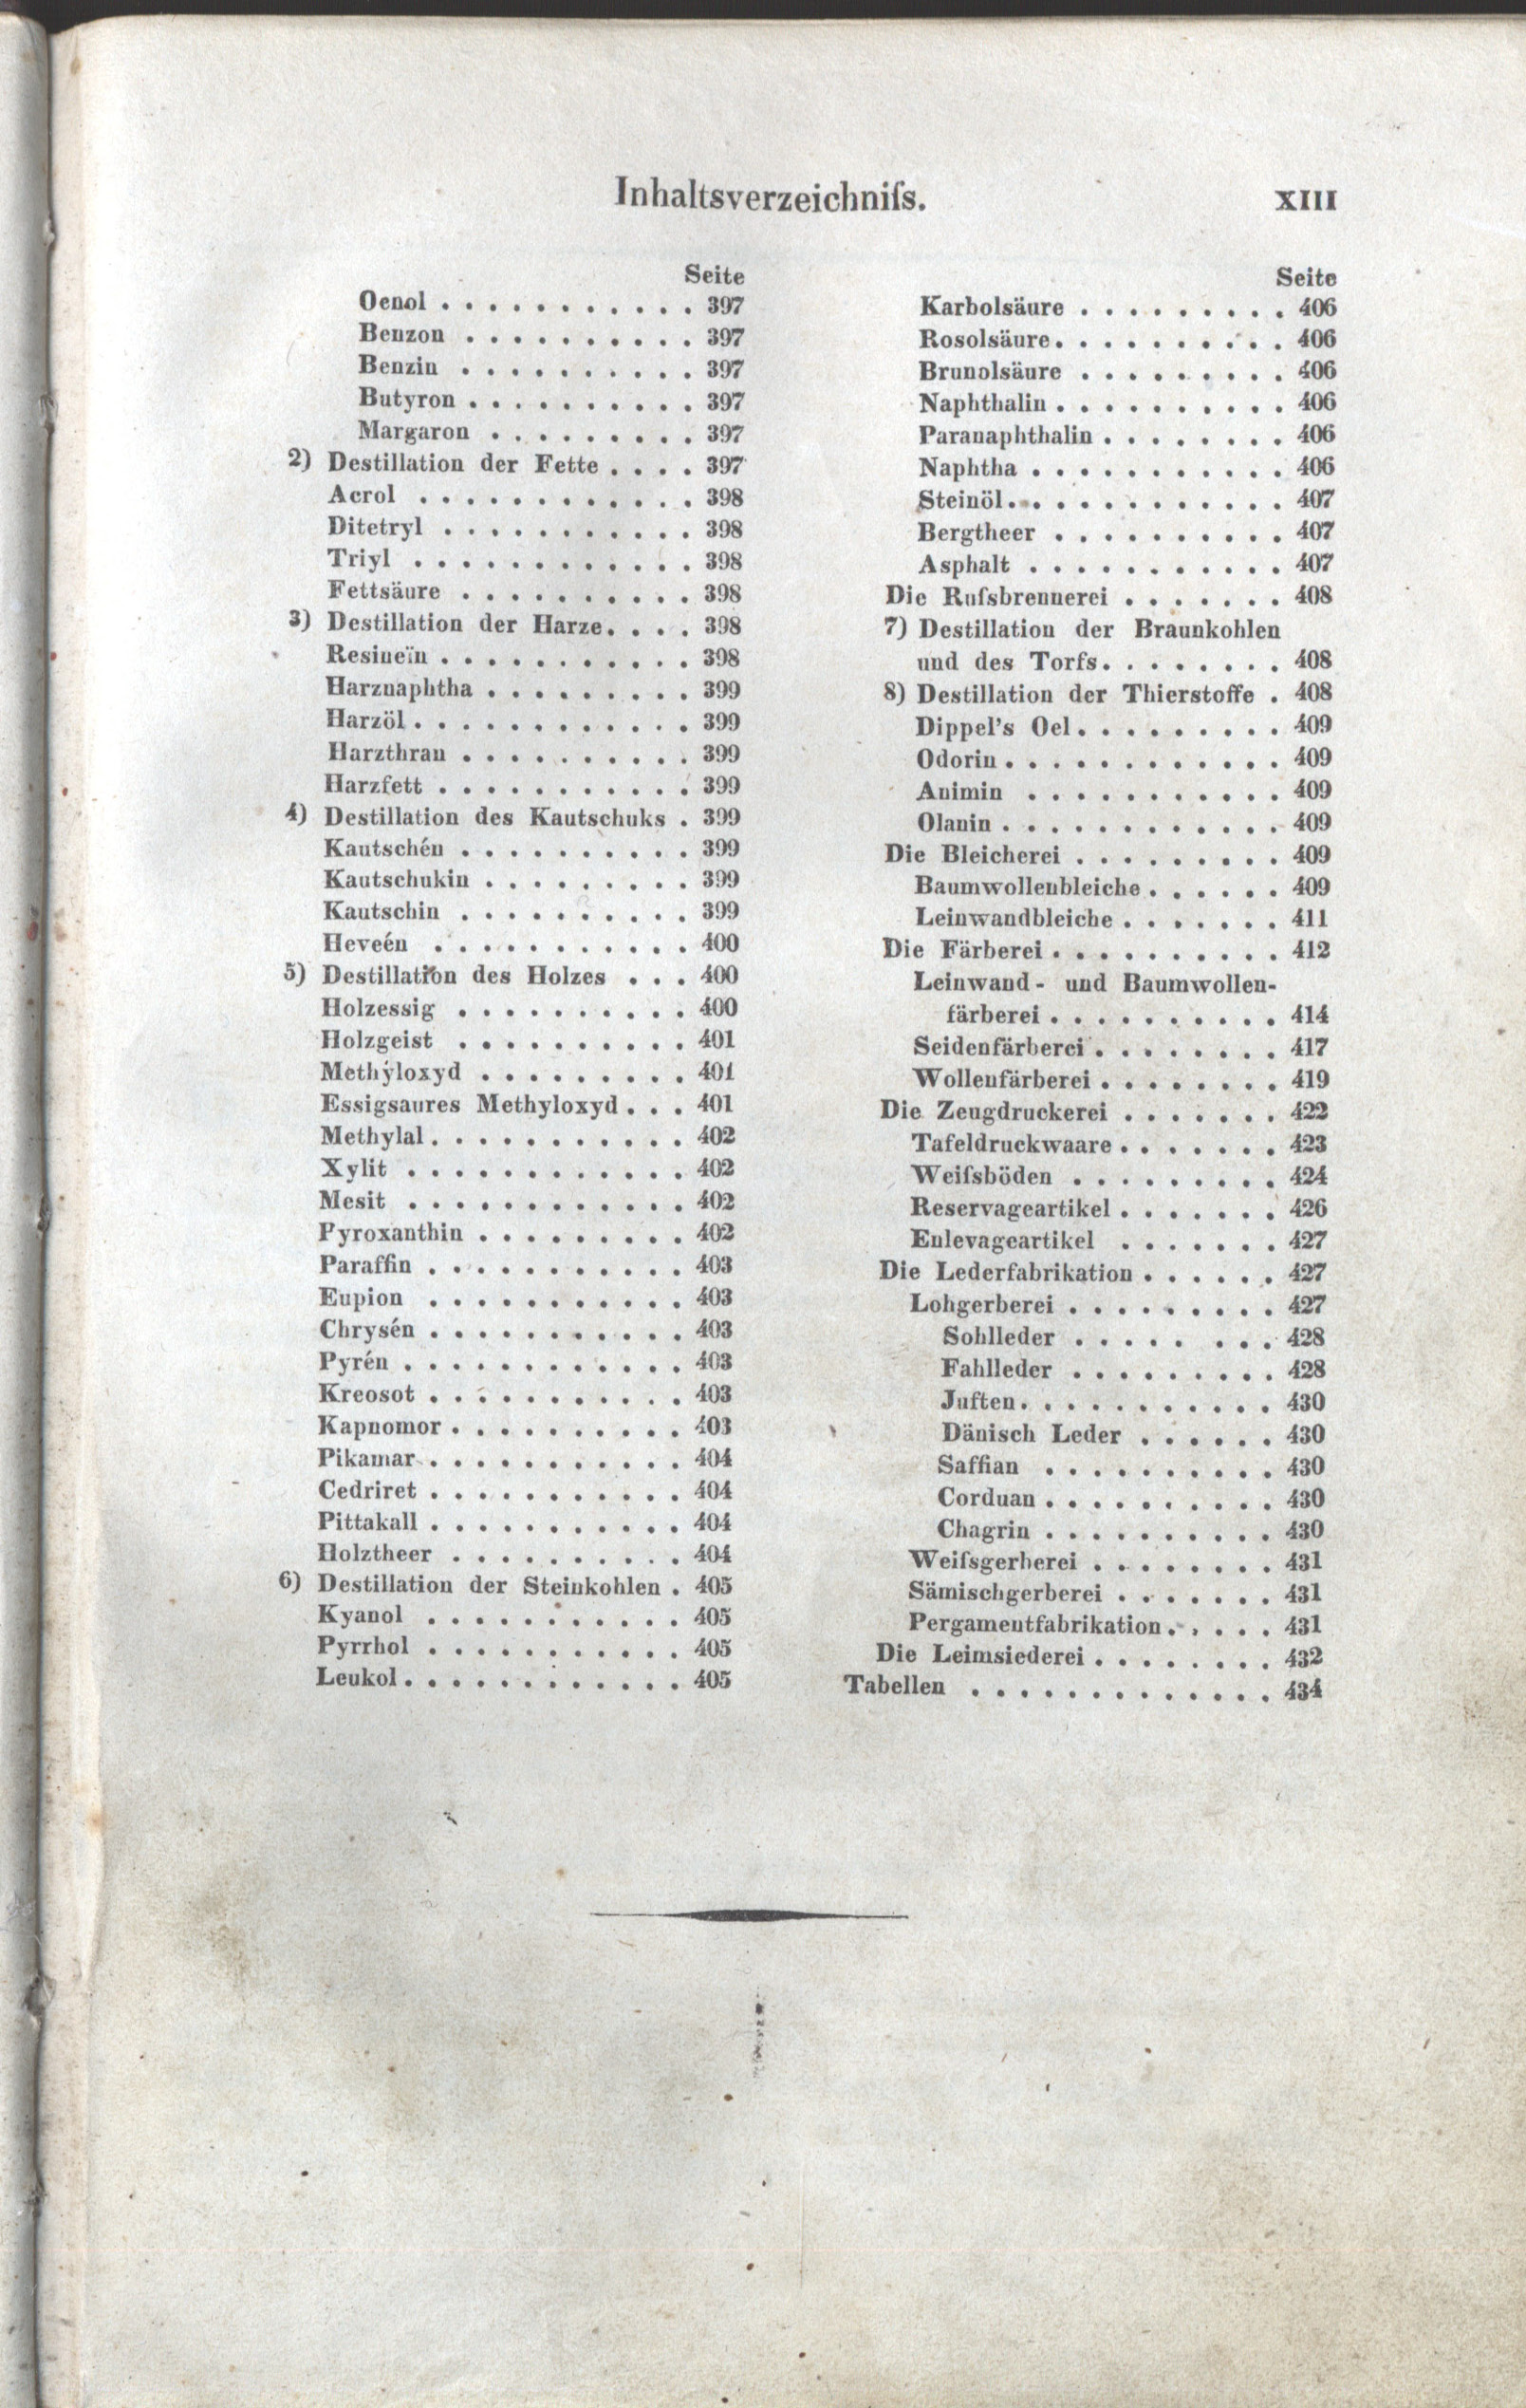 Inhaltsverzeichniſs. XIII
Seite
Oenol . . . . . . . . . . . 397
Benzon . . . . . . . . . . 397
Benzin . . . . . . . . . . 397
Butyron . . . . . . . . . . 397
Margaron . . . . . . . . . 397
2) Destillation der Fette . . . . 397
Acrol . . . . . . . . . . . . 398
Ditetryl . . . . . . . . . . . 398
Triyl . . . . . . . . . . . . 398
Fettsäure . . . . . . . . . . 398
3) Destillation der Harze . . . . 398
Resineïn . . . . . . . . . . . 398
Harznaphtha . . . . . . . . . 399
Harzöl . . . . . . . . . . . . 399
Harzthran . . . . . . . . . . 399
Harzfett . . . . . . . . . . . 399
4) Destillation des Kautschuks . 399
Kautschén . . . . . . . . . . 399
Kautschukin . . . . . . . . . 399
Kautschin . . . . . . . . . . 399
Heveén . . . . . . . . . . . 400
5) Destillation des Holzes . . . 400
Holzessig . . . . . . . . . . 400
Holzgeist . . . . . . . . . . 401
Methyloxyd . . . . . . . . . 401
Essigsaures Methyloxyd . . . 401
Methylal . . . . . . . . . . . 402
Xylit . . . . . . . . . . . . 402
Mesit . . . . . . . . . . . . 402
Pyroxanthin . . . . . . . . . 402
Paraffin . . . . . . . . . . . 403
Eupion . . . . . . . . . . . 403
Chrysén . . . . . . . . . . . 403
Pyrén . . . . . . . . . . . . 403
Kreosot . . . . . . . . . . . 403
Kapnomor . . . . . . . . . . 403
Pikamar . . . . . . . . . . . 404
Cedriret . . . . . . . . . . . 404
Pittakall . . . . . . . . . . . 404
Holztheer . . . . . . . . . . 404
6) Destillation der Steinkohlen . 405
Kyanol . . . . . . . . . . . 405
Pyrrhol . . . . . . . . . . . 405
Leukol . . . . . . . . . . . . 405
Seite
Karbolsäure . . . . . . . . . 406
Rosolsäure . . . . . . . . . . 406
Brunolsäure . . . . . . . . . 406
Naphthalin . . . . . . . . . . 406
Paranaphthalin . . . . . . . . 406
Naphtha . . . . . . . . . . . 406
Steinöl . . . . . . . . . . . . 407
Bergtheer . . . . . . . . . . 407
Asphalt . . . . . . . . . . . 407
Die Ruſsbrennerei . . . . . . . 408
7) Destillation der Braunkohlen
und des Torfs . . . . . . . . 408
8) Destillation der Thierstoffe . 408
Dippel's Oel . . . . . . . . . 409
Odorin . . . . . . . . . . . . 409
Animin . . . . . . . . . . . 409
Olanin . . . . . . . . . . . . 409
Die Bleicherei . . . . . . . . . 409
Baumwollenbleiche . . . . . . 409
Leinwandbleiche . . . . . . . 411
Die Färberei . . . . . . . . . . 412
Leinwand- und Baumwollen-
färberei . . . . . . . . . . 414
Seidenfärberei . . . . . . . . 417
Wollenfärberei . . . . . . . . 419
Die Zeugdruckerei . . . . . . . 422
Tafeldruckwaare . . . . . . . 423
Weiſsböden . . . . . . . . . 424
Reservageartikel . . . . . . . 426
Enlevageartikel . . . . . . . 427
Die Lederfabrikation . . . . . . 427
Lohgerberei . . . . . . . . . 427
Sohlleder . . . . . . . . 428
Fahlleder . . . . . . . . . 428
Juften . . . . . . . . . . . 430
Dänisch Leder . . . . . . 430
Saffian . . . . . . . . . . 430
Corduan . . . . . . . . . . 430
Chagrin . . . . . . . . . . 430
Weiſsgerberei . . . . . . . . 431
Sämischgerberei . . . . . . . 431
Pergamentfabrikation . . . . . 431
Die Leimsiederei . . . . . . . . 432
Tabellen . . . . . . . . . . . . . 434